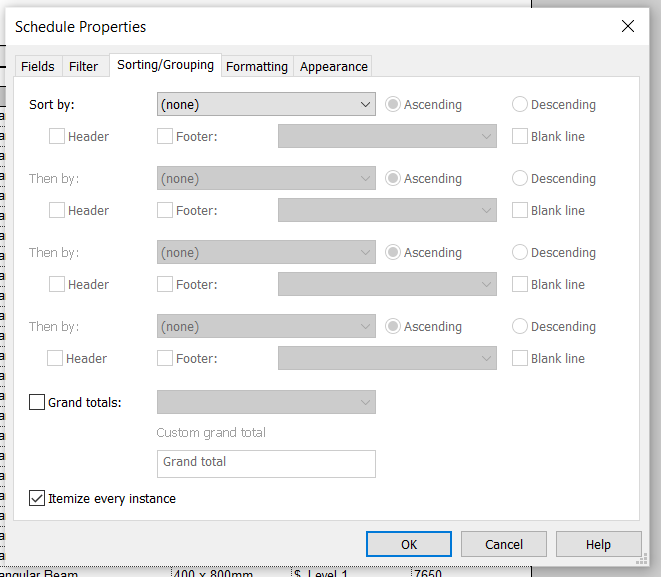 Schedule Properties
Fields Filter Sorting/Grouping Formatting Appearance
Sort by: (none) Ascending Descending
Header Footer: Blank line
Then by: (none) Ascending Descending
Header Footer: Blank line
Then by: (none) Ascending Descending
Header Footer: Blank line
Then by: (none) Ascending Descending
Header Footer: Blank line
Grand totals:
Custom grand total
Grand total
Itemize every instance
OK Cancel Help
angular Beam 400 x 800mm $ Level 1 7650